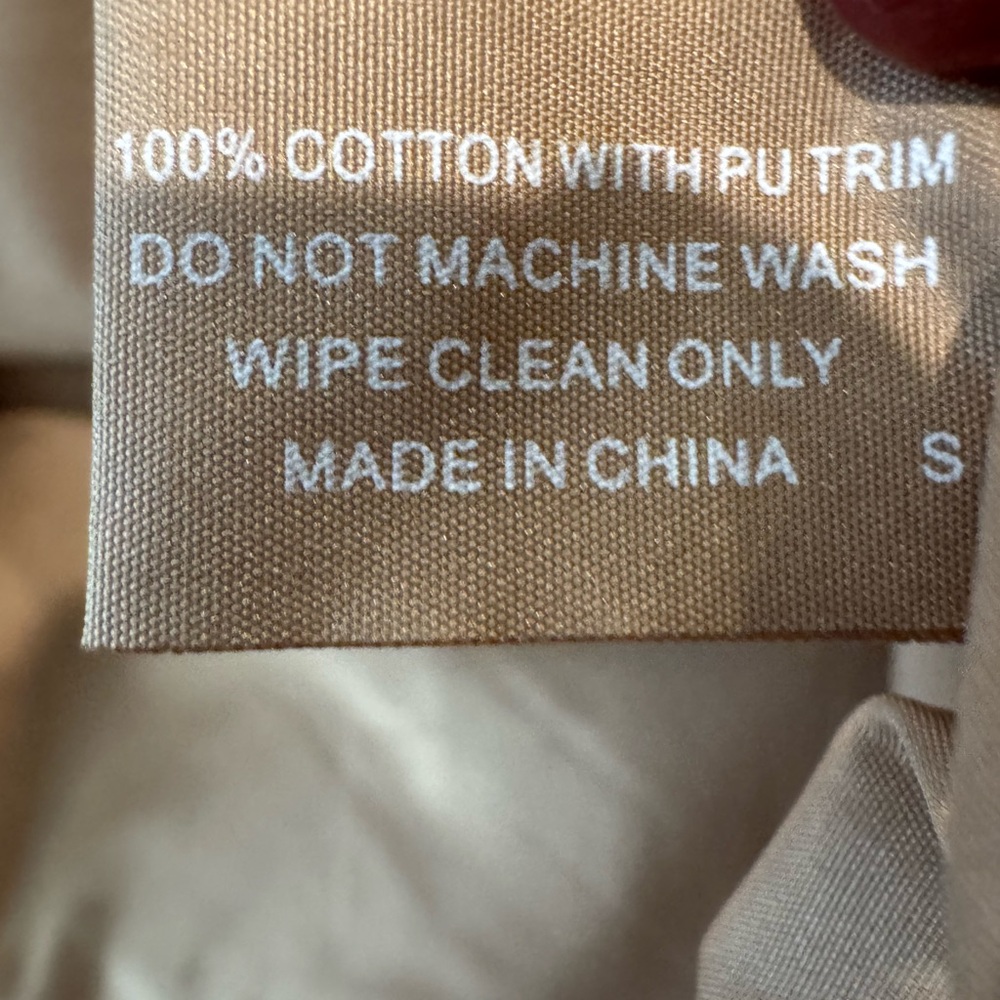 100% COTTON WITH PU TRIM
DO NOT MACHINE WASH
WIPE CLEAN ONLY
MADE IN CHINA S